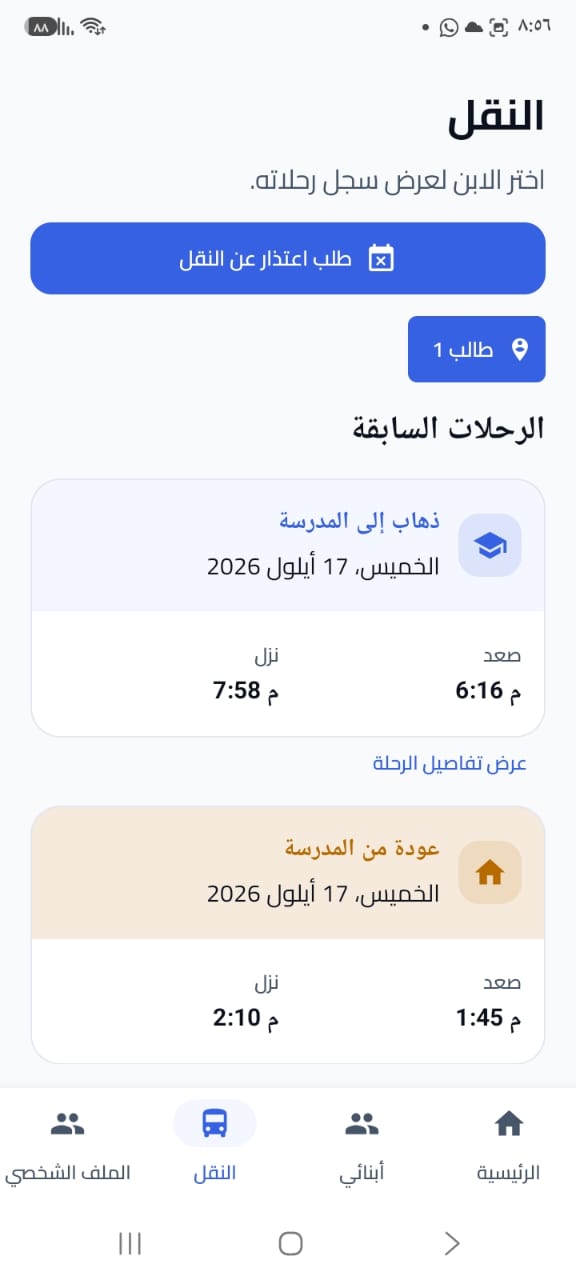 ٨:٥٦
٨٨
النقل
اختر الابن لعرض سجل رحلاته.
طلب اعتذار عن النقل
طالب 1
الرحلات السابقة
ذهاب إلى المدرسة
الخميس، 17 أيلول 2026
صعد
نزل
6:16 م
7:58 م
عرض تفاصيل الرحلة
عودة من المدرسة
الخميس، 17 أيلول 2026
صعد
نزل
1:45 م
2:10 م
الرئيسية
أبنائي
النقل
الملف الشخصي